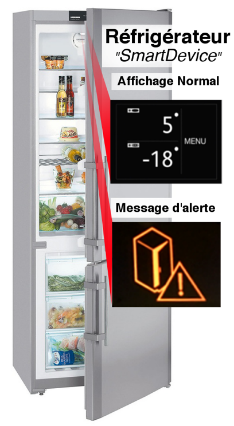 Réfrigérateur
"SmartDevice"
Affichage Normal
5°
MENU
-18°
Message d'alerte